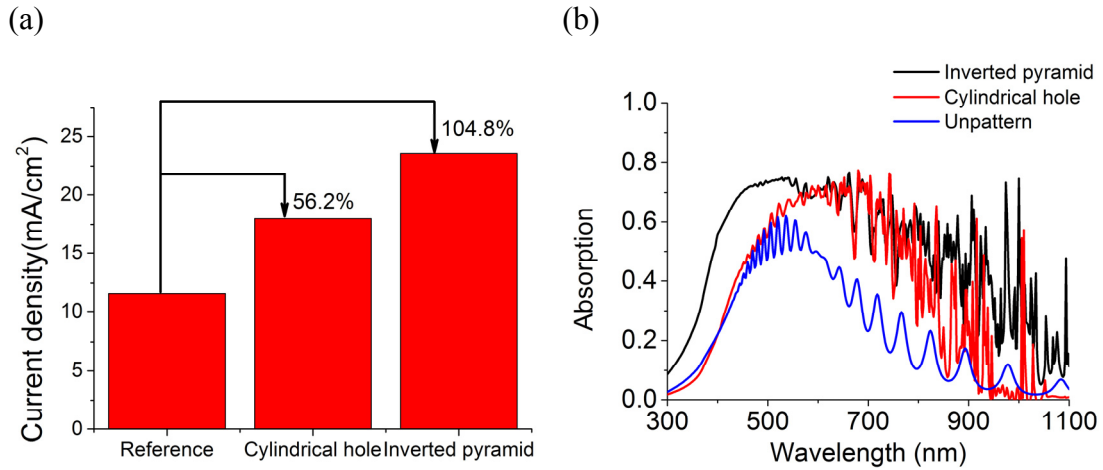 (a)
Current density(mA/cm²)
25
20
15
10
5
0
104.8%
56.2%
Reference
Cylindrical hole
Inverted pyramid
(b)
Inverted pyramid
Cylindrical hole
Unpattern
Absorption
1.0
0.8
0.6
0.4
0.2
0.0
300 500 700 900 1100
Wavelength (nm)